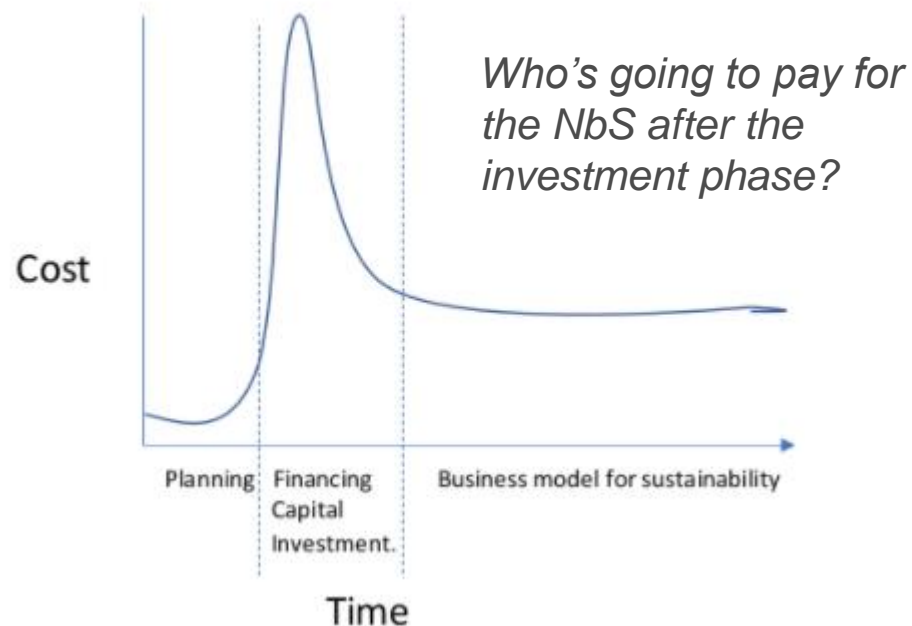 Who's going to pay for
the NbS after the
investment phase?
Cost
Planning
Financing
Capital
Investment.
Business model for sustainability
Time